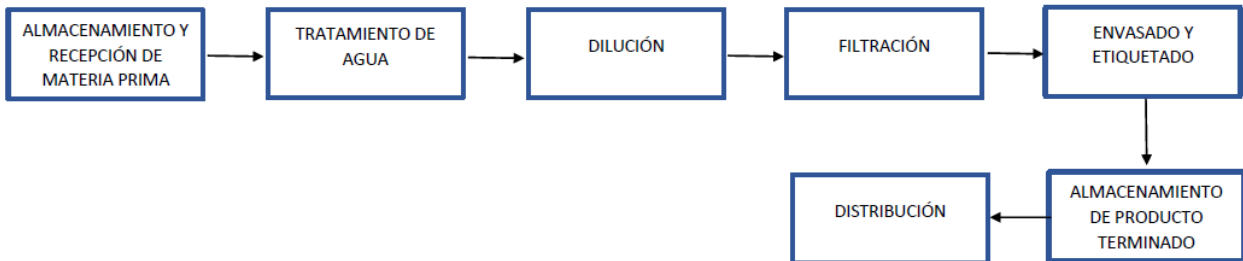 ALMACENAMIENTO Y
RECEPCIÓN DE
MATERIA PRIMA
TRATAMIENTO DE
AGUA
DILUCIÓN
FILTRACIÓN
ENVASADO Y
ETIQUETADO
ALMACENAMIENTO
DE PRODUCTO
TERMINADO
DISTRIBUCIÓN